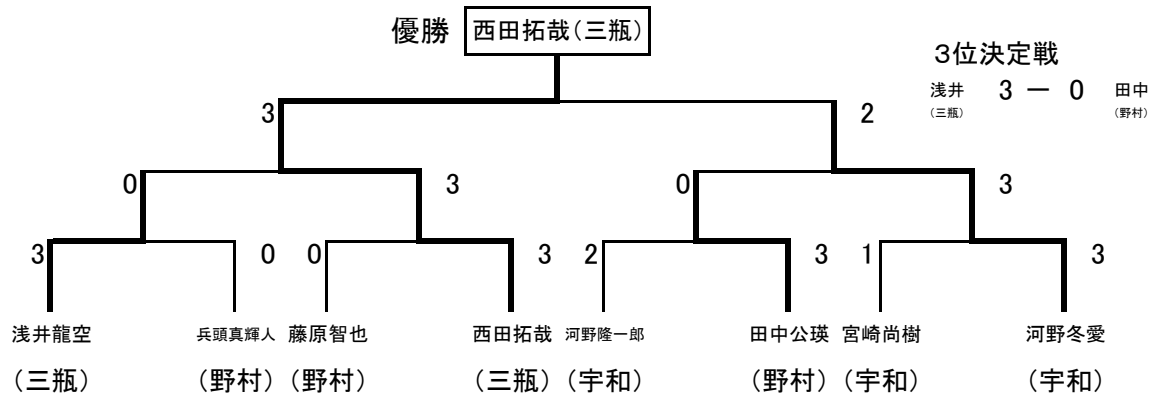 優勝 西田拓哉（三瓶）
３位決定戦
浅井 3 ー 0 田中
（三瓶） （野村）
3 2
0 3 0 3
3 0 0 3 2 3 1 3
浅井龍空 兵頭真輝人 藤原智也 西田拓哉 河野隆一郎 田中公瑛 宮崎尚樹 河野冬愛
（三瓶） （野村） （野村） （三瓶） （宇和） （野村） （宇和） （宇和）